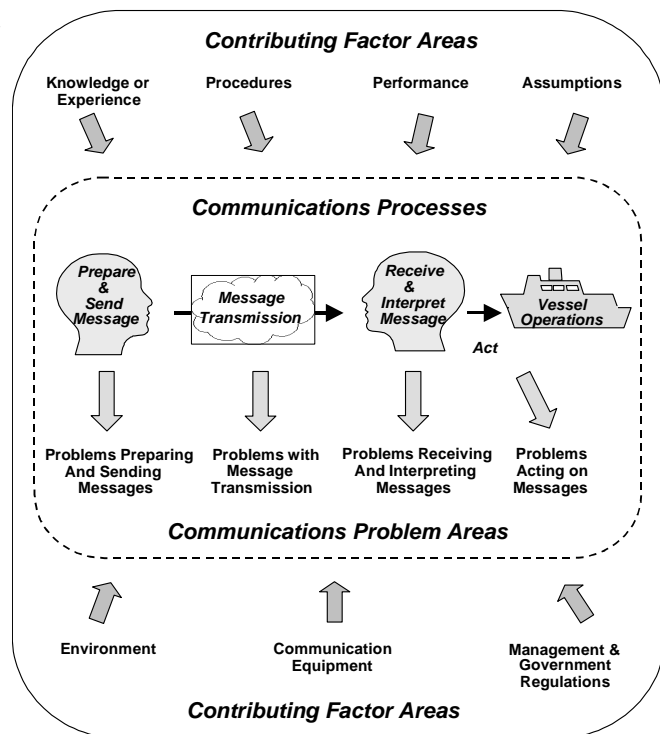 Contributing Factor Areas
Knowledge or
Experience
Procedures
Performance
Assumptions
Communications Processes
Prepare
&
Send
Message
Message
Transmission
Receive
&
Interpret
Message
Act
Vessel
Operations
Problems Preparing
And Sending
Messages
Problems with
Message
Transmission
Problems Receiving
And Interpreting
Messages
Problems
Acting on
Messages
Communications Problem Areas
Environment
Communication
Equipment
Management &
Government
Regulations
Contributing Factor Areas